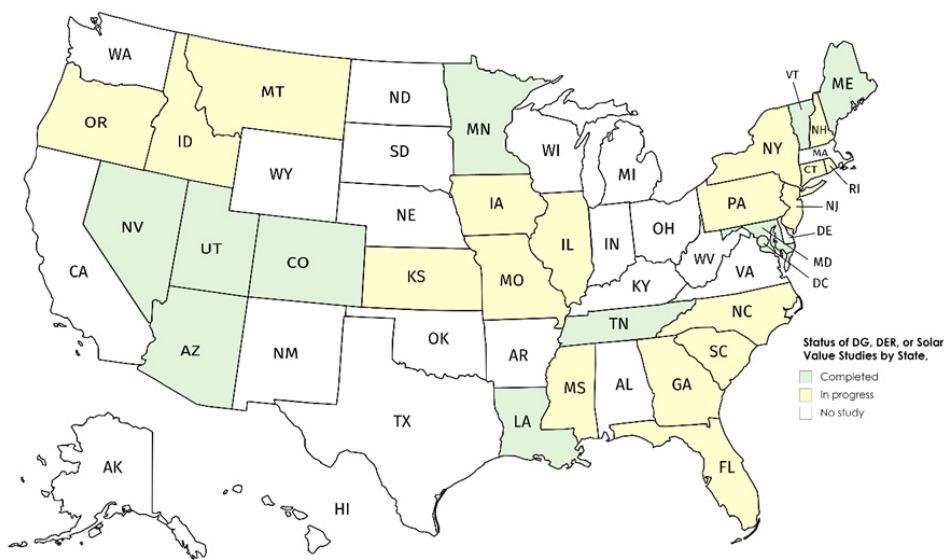 WA
MT
ND
MN
VT
ME
OR
ID
SD
WI
MI
NY
NH
MA
CT
RI
WY
IA
PA
NJ
NE
NV
UT
CO
IL
IN
OH
DE
MD
DC
CA
KS
MO
WV
VA
KY
AZ
NM
OK
AR
TN
NC
SC
MS
AL
GA
TX
LA
FL
AK
HI
Status of DG, DER, or Solar
Value Studies by State,
Completed
In progress
No study